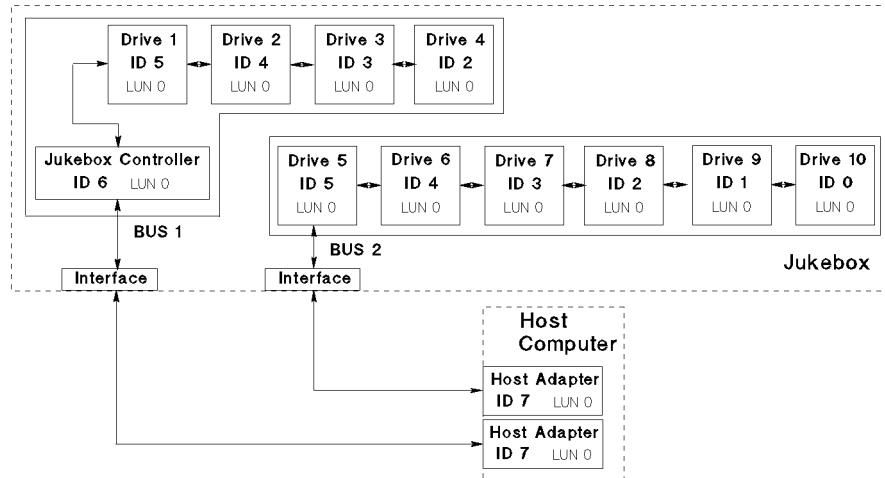 Drive 1
ID 5
LUN 0
Drive 2
ID 4
LUN 0
Drive 3
ID 3
LUN 0
Drive 4
ID 2
LUN 0
Jukebox Controller
ID 6 LUN 0
BUS 1
Drive 5
ID 5
LUN 0
Drive 6
ID 4
LUN 0
Drive 7
ID 3
LUN 0
Drive 8
ID 2
LUN 0
Drive 9
ID 1
LUN 0
Drive 10
ID 0
LUN 0
BUS 2
Jukebox
Interface
Interface
Host
Computer
Host Adapter
ID 7 LUN 0
Host Adapter
ID 7 LUN 0